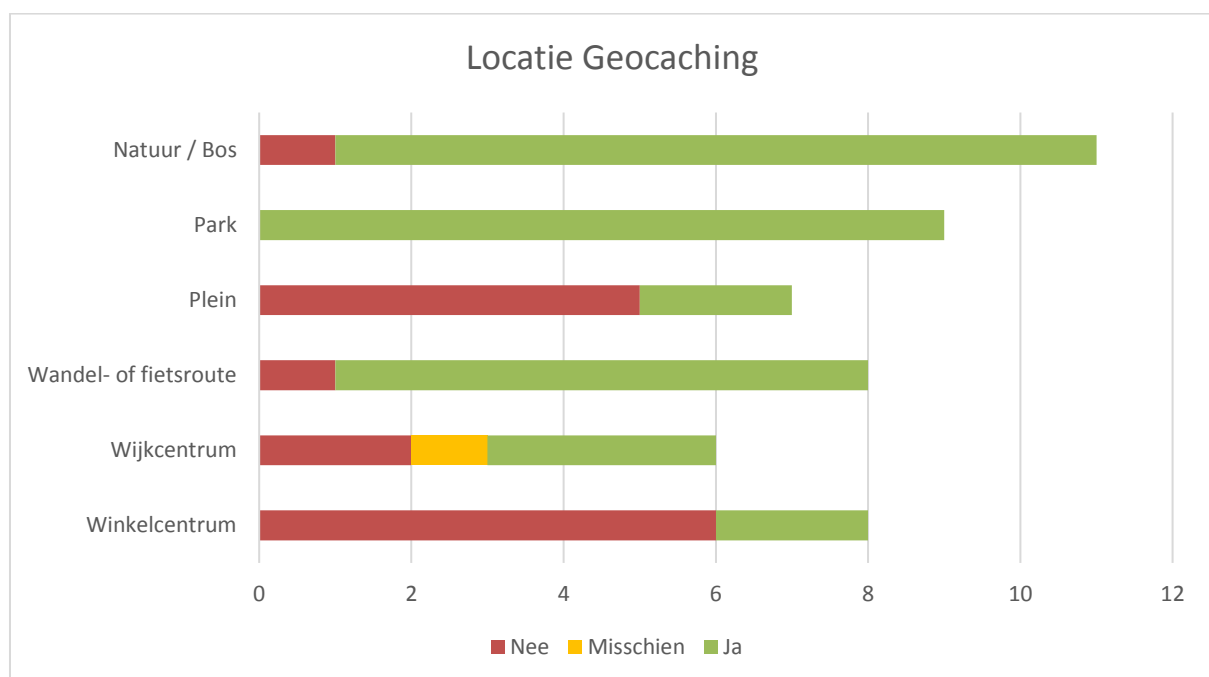 Locatie Geocaching
Natuur / Bos
Park
Plein
Wandel- of fietsroute
Wijkcentrum
Winkelcentrum
0 2 4 6 8 10 12
Nee Misschien Ja